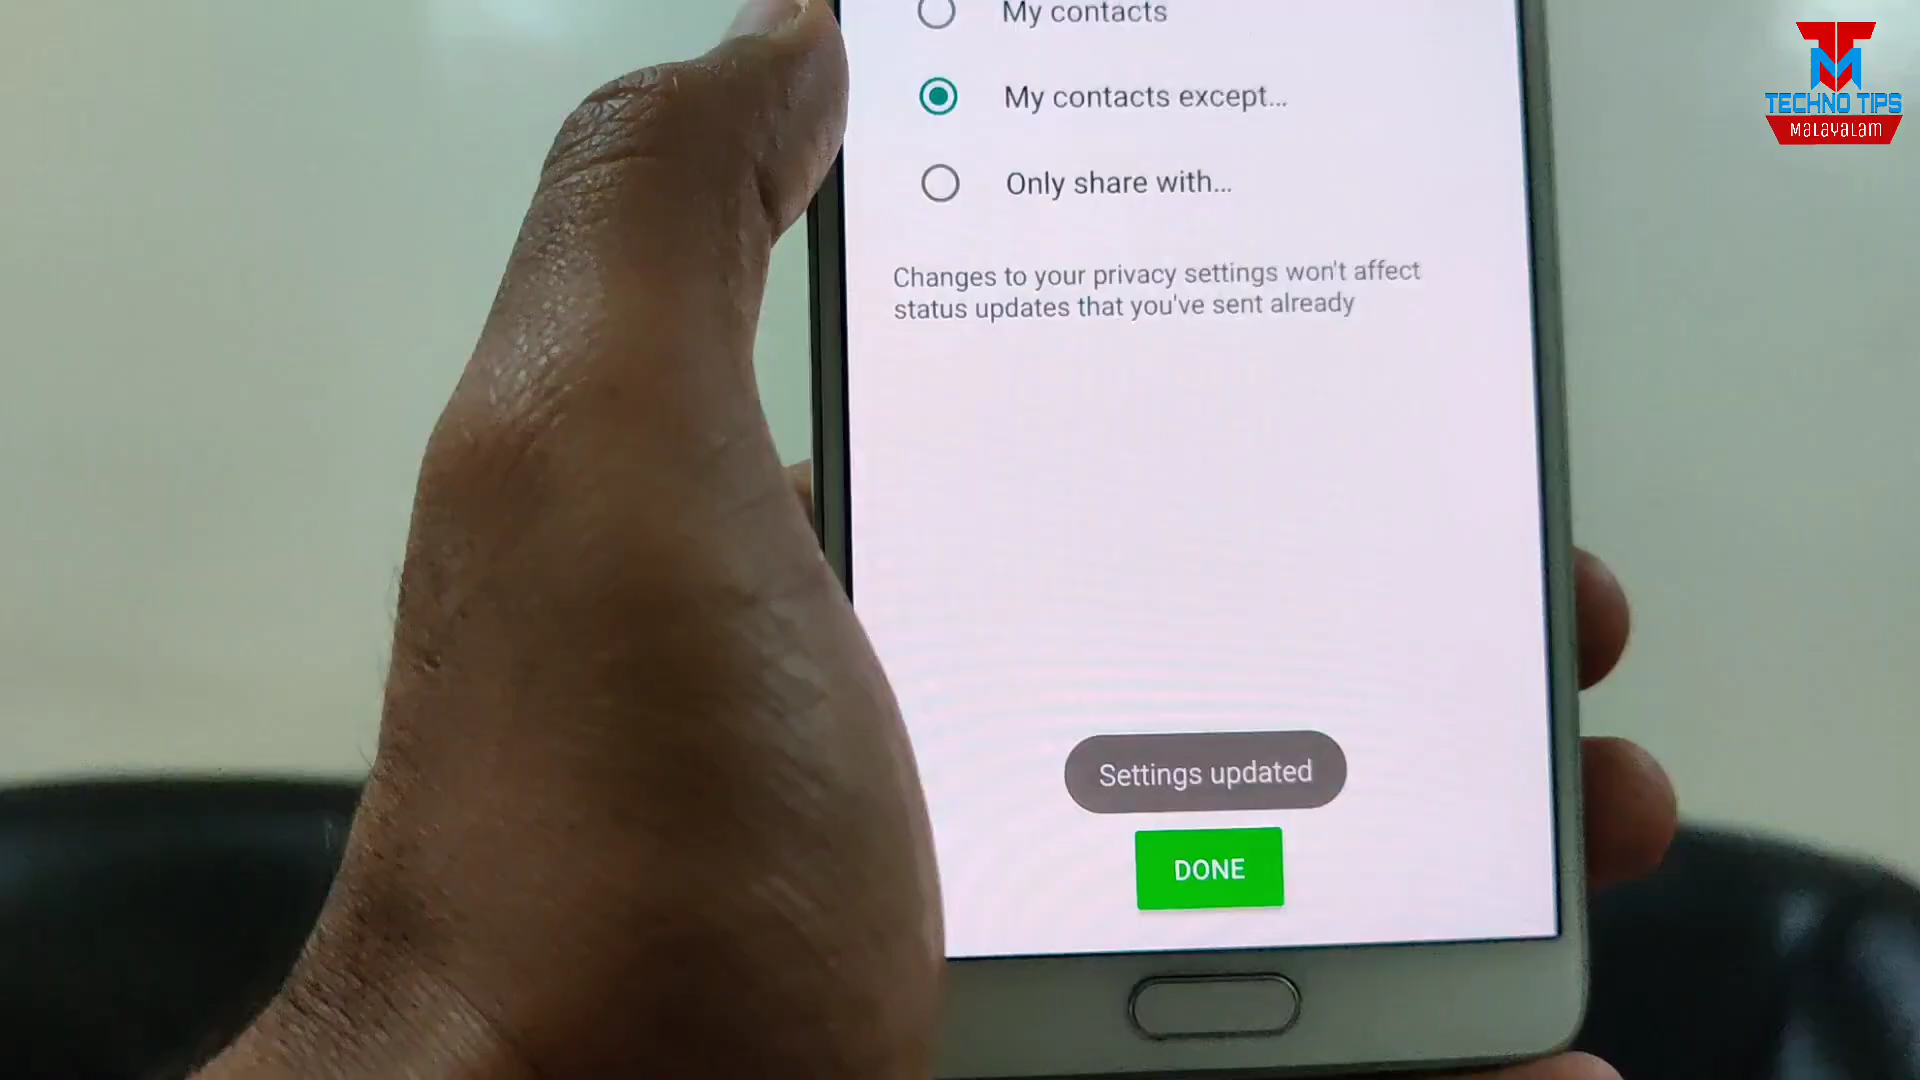 My contacts
My contacts except...
Only share with...
Changes to your privacy settings won't affect
status updates that you've sent already
Settings updated
DONE
TM
TECHNO TIPS
MALAYALAM